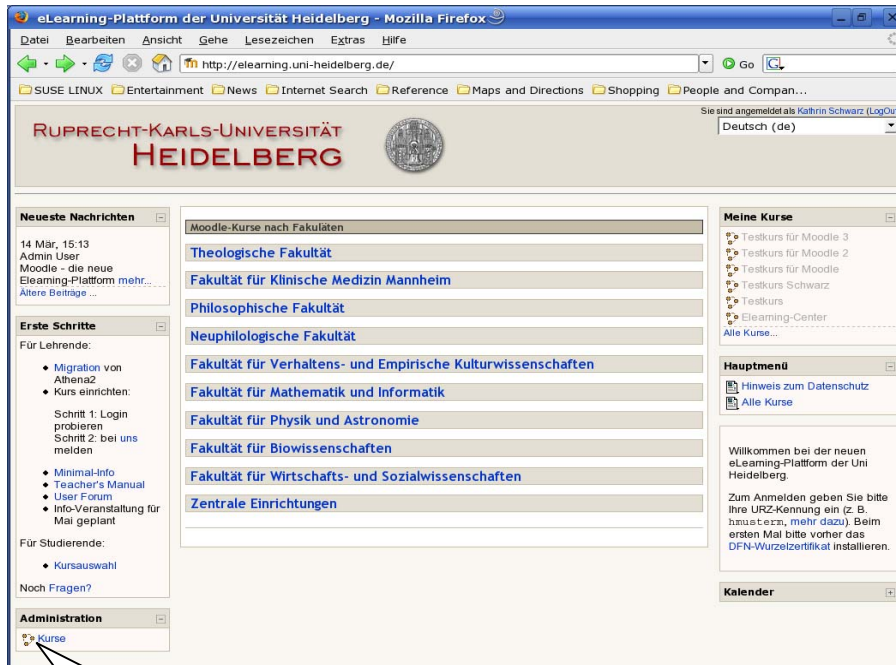 eLearning-Plattform der Universität Heidelberg - Mozilla Firefox
Datei Bearbeiten Ansicht Gehe Lesezeichen Extras Hilfe
http://elearning.uni-heidelberg.de/
Go
G
SUSE LINUX Entertainment News Internet Search Reference Maps and Directions Shopping People and Compan...
Sie sind angemeldet als Kathrin Schwarz (LogOut
Deutsch (de)
RUPRECHT-KARLS-UNIVERSITÄT
HEIDELBERG
Neueste Nachrichten
14 Mär, 15:13
Admin User
Moodle - die neue
Elearning-Plattform mehr...
Ältere Beiträge ...
Erste Schritte
Für Lehrende:
Migration von
Athena2
Kurs einrichten:
Schritt 1: Login
probieren
Schritt 2: bei uns
melden
Minimal-Info
Teacher's Manual
User Forum
Info-Veranstaltung für
Mai geplant
Für Studierende:
Kursauswahl
Noch Fragen?
Administration
Kurse
Moodle-Kurse nach Fakuläten
Theologische Fakultät
Fakultät für Klinische Medizin Mannheim
Philosophische Fakultät
Neuphilologische Fakultät
Fakultät für Verhaltens- und Empirische Kulturwissenschaften
Fakultät für Mathematik und Informatik
Fakultät für Physik und Astronomie
Fakultät für Biowissenschaften
Fakultät für Wirtschafts- und Sozialwissenschaften
Zentrale Einrichtungen
Meine Kurse
Testkurs für Moodle 3
Testkurs für Moodle 2
Testkurs für Moodle
Testkurs Schwarz
Testkurs
Elearning-Center
Alle Kurse...
Hauptmenü
Hinweis zum Datenschutz
Alle Kurse
Willkommen bei der neuen
eLearning-Plattform der Uni
Heidelberg.
Zum Anmelden geben Sie bitte
Ihre URZ-Kennung ein (z. B.
hmusterm, mehr dazu). Beim
ersten Mal bitte vorher das
DFN-Wurzelzertifikat installieren.
Kalender